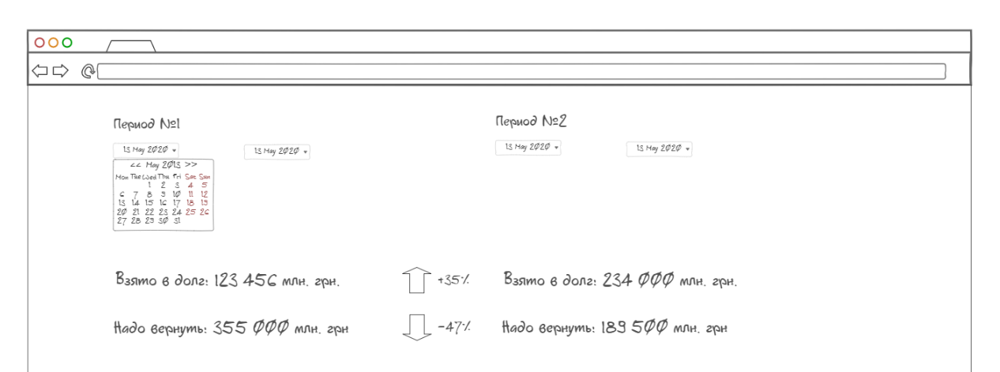 Период №1
Период №2
13 May 2020
13 May 2020
13 May 2020
13 May 2020
<< May 2013 >>
Mon Tue Wed Thu Fri Sat Sun
1 2 3 4 5
6 7 8 9 10 11 12
13 14 15 16 17 18 19
20 21 22 23 24 25 26
27 28 29 30 31
Взято в долг: 123 456 млн. грн.
+35%
Взято в долг: 234 000 млн. грн.
Надо вернуть: 355 000 млн. грн
-47%
Надо вернуть: 189 500 млн. грн